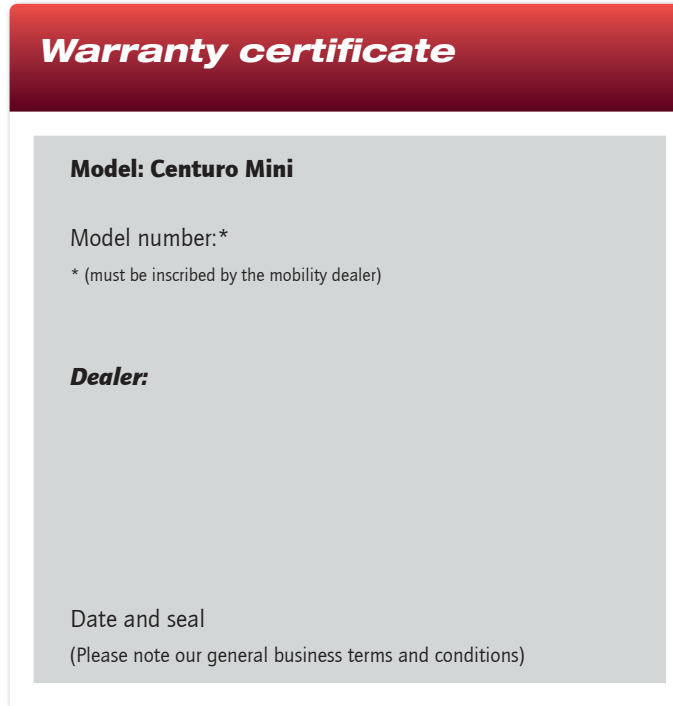 Warranty certificate
Model: Centuro Mini
Model number:*
* (must be inscribed by the mobility dealer)
Dealer:
Date and seal
(Please note our general business terms and conditions)